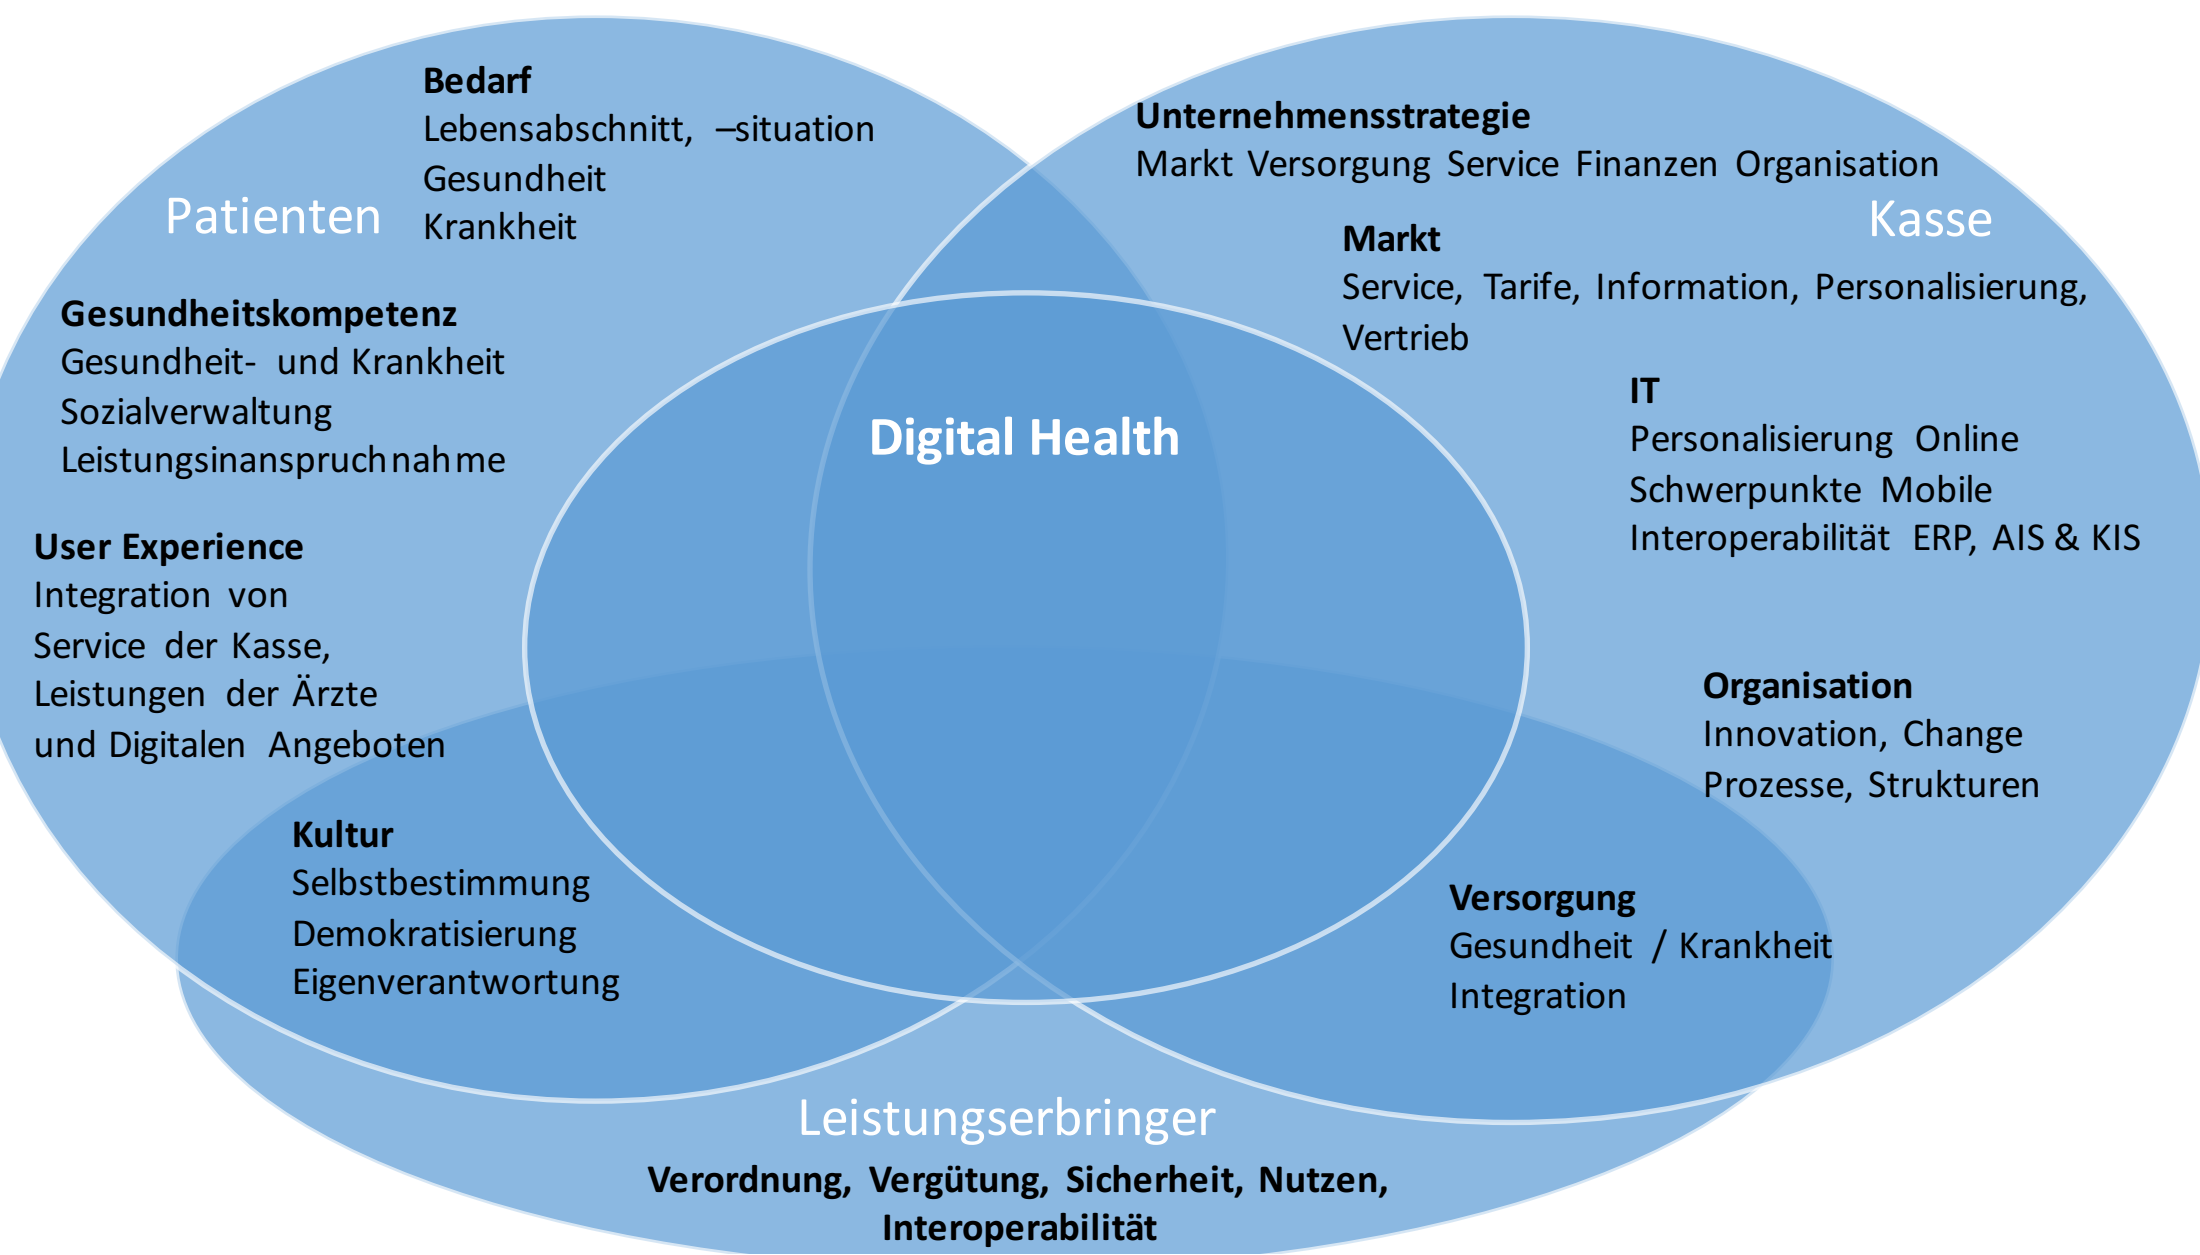 Bedarf
Lebensabschnitt, –situation
Gesundheit
Krankheit
Patienten
Gesundheitskompetenz
Gesundheit- und Krankheit
Sozialverwaltung
Leistungsinanspruchnahme
User Experience
Integration von
Service der Kasse,
Leistungen der Ärzte
und Digitalen Angeboten
Kultur
Selbstbestimmung
Demokratisierung
Eigenverantwortung
Digital Health
Unternehmensstrategie
Markt Versorgung Service Finanzen Organisation
Kasse
Markt
Service, Tarife, Information, Personalisierung,
Vertrieb
IT
Personalisierung Online
Schwerpunkte Mobile
Interoperabilität ERP, AIS & KIS
Organisation
Innovation, Change
Prozesse, Strukturen
Versorgung
Gesundheit / Krankheit
Integration
Leistungserbringer
Verordnung, Vergütung, Sicherheit, Nutzen,
Interoperabilität